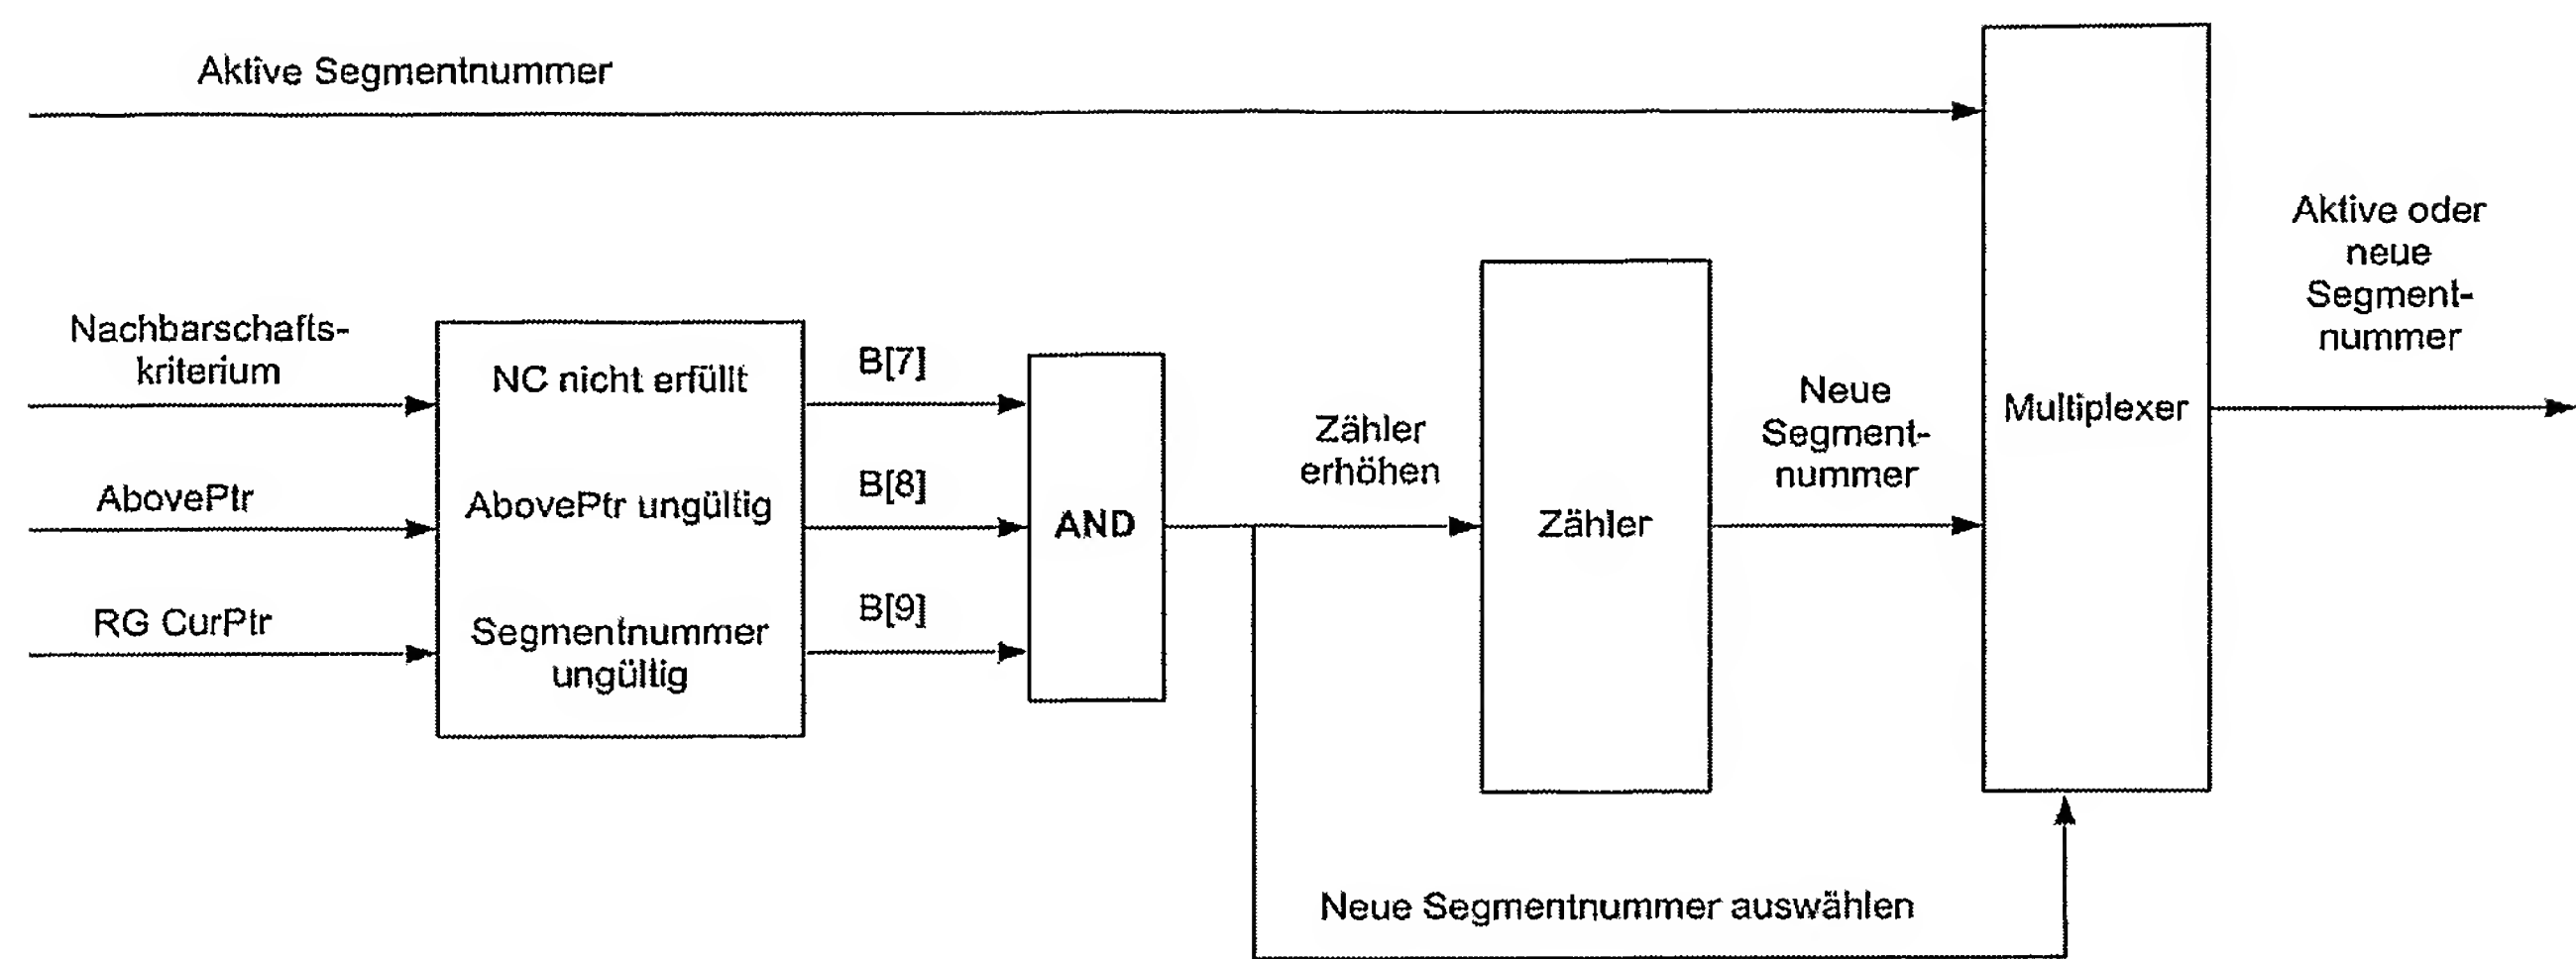 Aktive Segmentnummer
Nachbarschafts-
kriterium
AbovePtr
RG CurPtr
NC nicht erfüllt
AbovePtr ungültig
Segmentnummer
ungültig
B[7]
B[8]
B[9]
AND
Zähler
erhöhen
Zähler
Neue
Segment-
nummer
Multiplexer
Aktive oder
neue
Segment-
nummer
Neue Segmentnummer auswählen